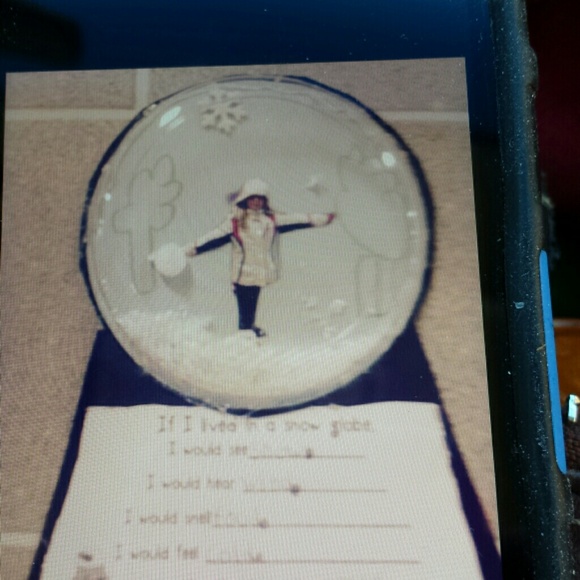 If I lived in a snow globe,
I would see
I would hear
I would smell
I would feel